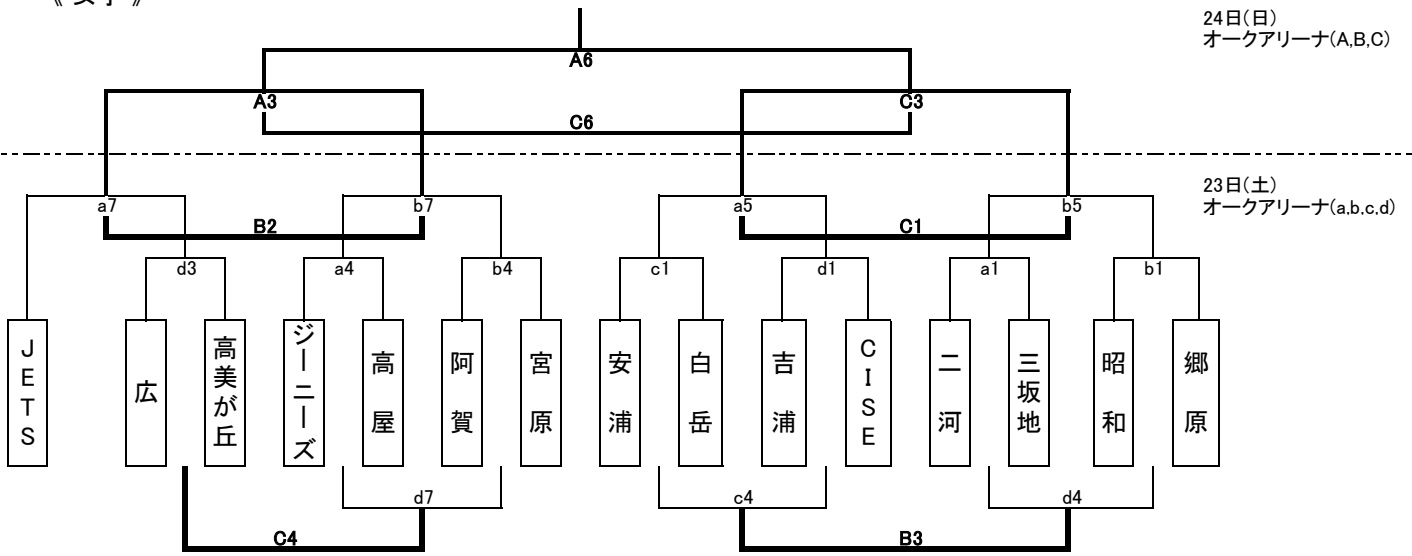 《 女子 》
24日(日)
オークアリーナ(A,B,C)
A6
A3
C3
C6
23日(土)
オークアリーナ(a,b,c,d)
a7
b7
a5
b5
B2
C1
d3
a4
b4
c1
d1
a1
b1
JETS
広
高美が丘
ジーニーズ
高屋
阿賀
宮原
安浦
白岳
吉浦
CISE
二河
三坂地
昭和
郷原
d7
c4
d4
C4
B3